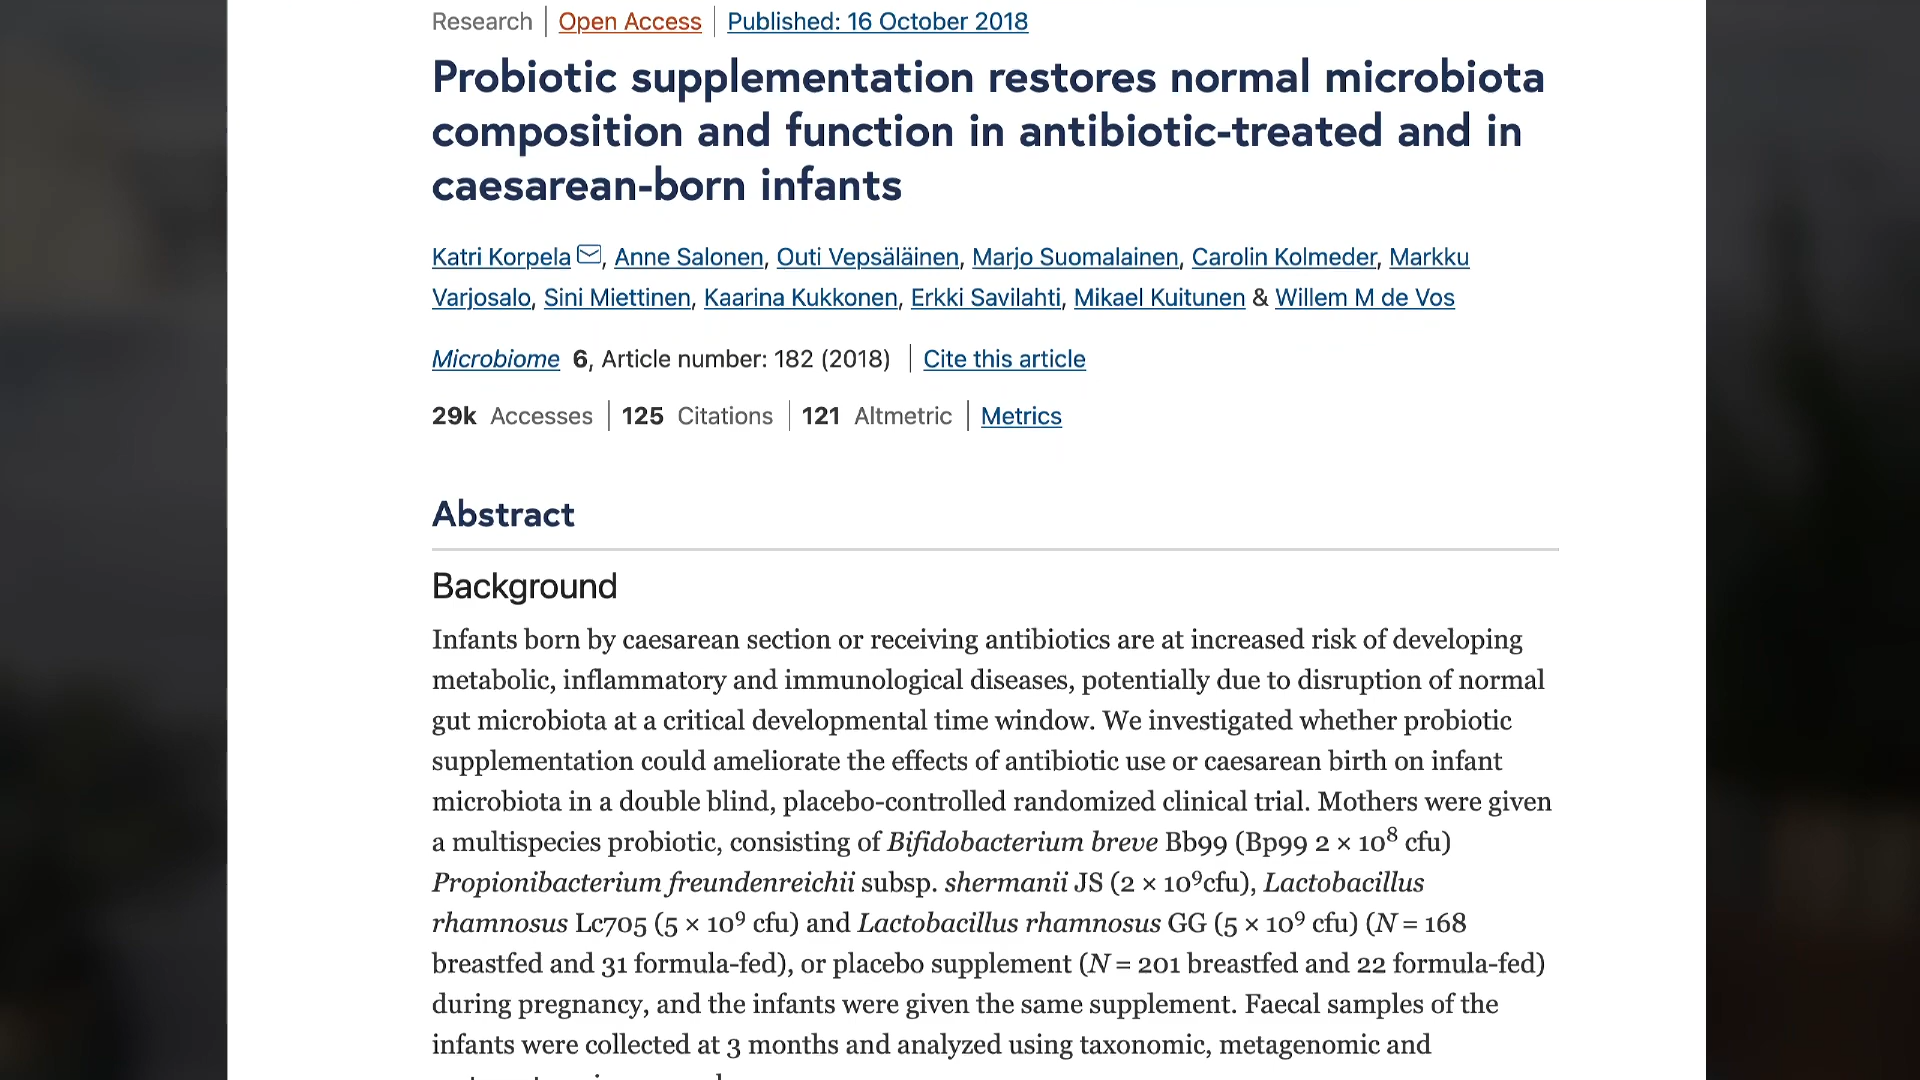 Research | Open Access | Published: 16 October 2018
Probiotic supplementation restores normal microbiota
composition and function in antibiotic-treated and in
caesarean-born infants
Katri Korpela, Anne Salonen, Outi Vepsäläinen, Marjo Suomalainen, Carolin Kolmeder, Markku
Varjosalo, Sini Miettinen, Kaarina Kukkonen, Erkki Savilahti, Mikael Kuitunen & Willem M de Vos
Microbiome 6, Article number: 182 (2018) | Cite this article
29k Accesses | 125 Citations | 121 Altmetric | Metrics
Abstract
Background
Infants born by caesarean section or receiving antibiotics are at increased risk of developing
metabolic, inflammatory and immunological diseases, potentially due to disruption of normal
gut microbiota at a critical developmental time window. We investigated whether probiotic
supplementation could ameliorate the effects of antibiotic use or caesarean birth on infant
microbiota in a double blind, placebo-controlled randomized clinical trial. Mothers were given
a multispecies probiotic, consisting of Bifidobacterium breve Bb99 (Bp99 2 × 10⁸ cfu)
Propionibacterium freundenreichii subsp. shermanii JS (2 × 10⁹cfu), Lactobacillus
rhamnosus Lc705 (5 × 10⁹ cfu) and Lactobacillus rhamnosus GG (5 × 10⁹ cfu) (N = 168
breastfed and 31 formula-fed), or placebo supplement (N = 201 breastfed and 22 formula-fed)
during pregnancy, and the infants were given the same supplement. Faecal samples of the
infants were collected at 3 months and analyzed using taxonomic, metagenomic and